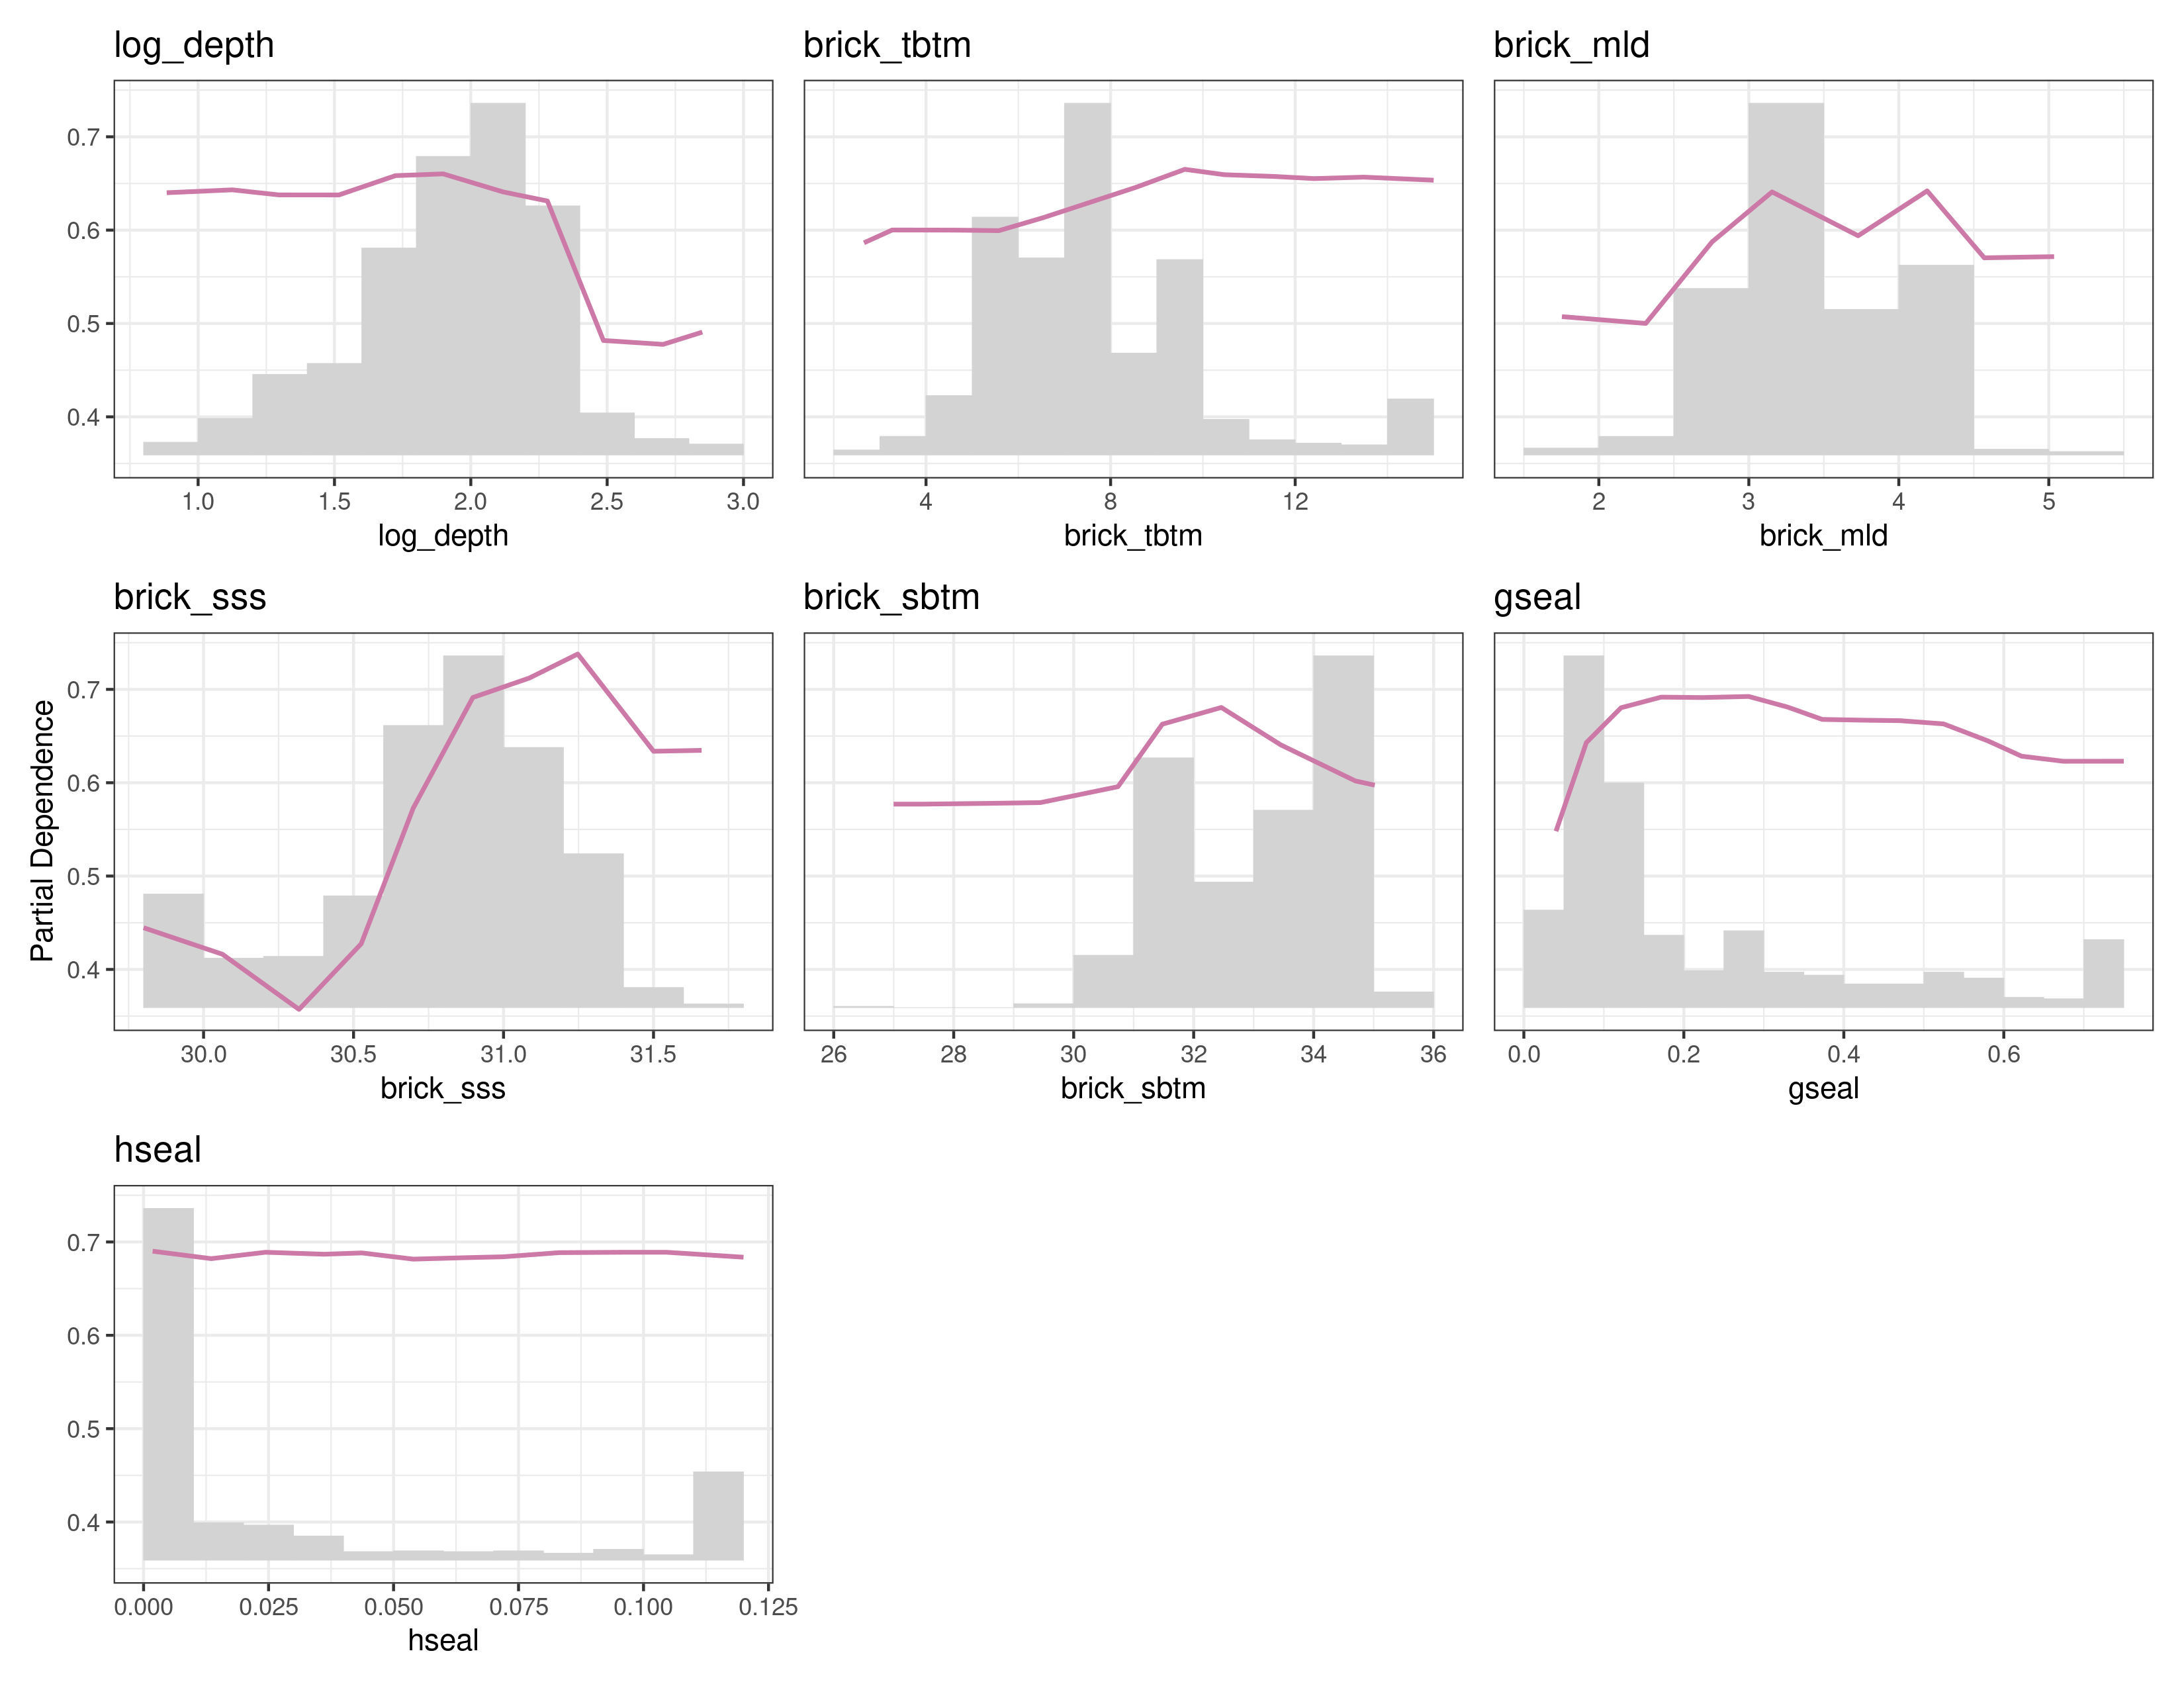 log_depth
brick_tbtm
brick_mld
0.7
0.6
0.5
0.4
1.0 1.5 2.0 2.5 3.0
4 8 12
2 3 4 5
log_depth
brick_tbtm
brick_mld
brick_sss
brick_sbtm
gseal
Partial Dependence
0.7
0.6
0.5
0.4
30.0 30.5 31.0 31.5
26 28 30 32 34 36
0.0 0.2 0.4 0.6
brick_sss
brick_sbtm
gseal
hseal
0.7
0.6
0.5
0.4
0.000 0.025 0.050 0.075 0.100 0.125
hseal